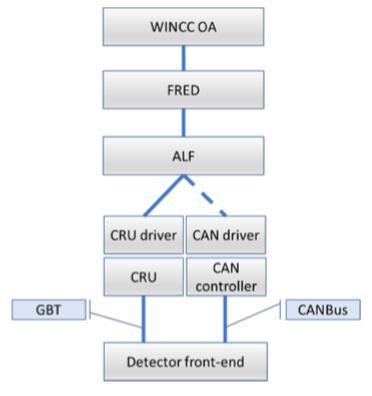 WINCC OA
FRED
ALF
CRU driver
CAN driver
CRU
CAN
controller
GBT
CANBus
Detector front-end